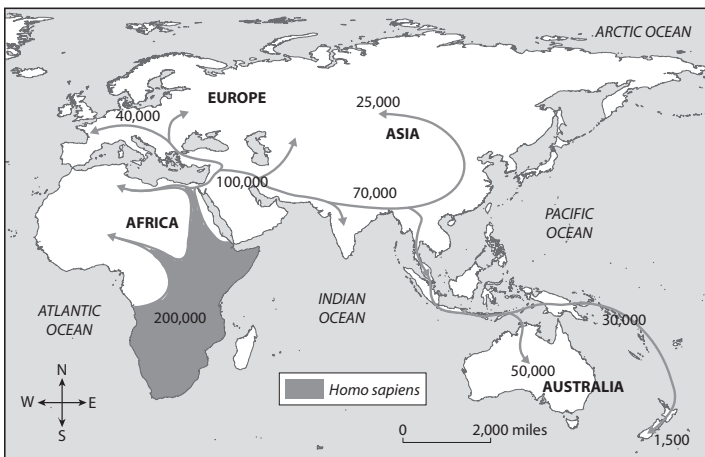 ARCTIC OCEAN
EUROPE
40,000
25,000
ASIA
100,000
70,000
AFRICA
PACIFIC
OCEAN
ATLANTIC
OCEAN
200,000
INDIAN
OCEAN
30,000
50,000
AUSTRALIA
N
W E
S
Homo sapiens
0 2,000 miles
1,500